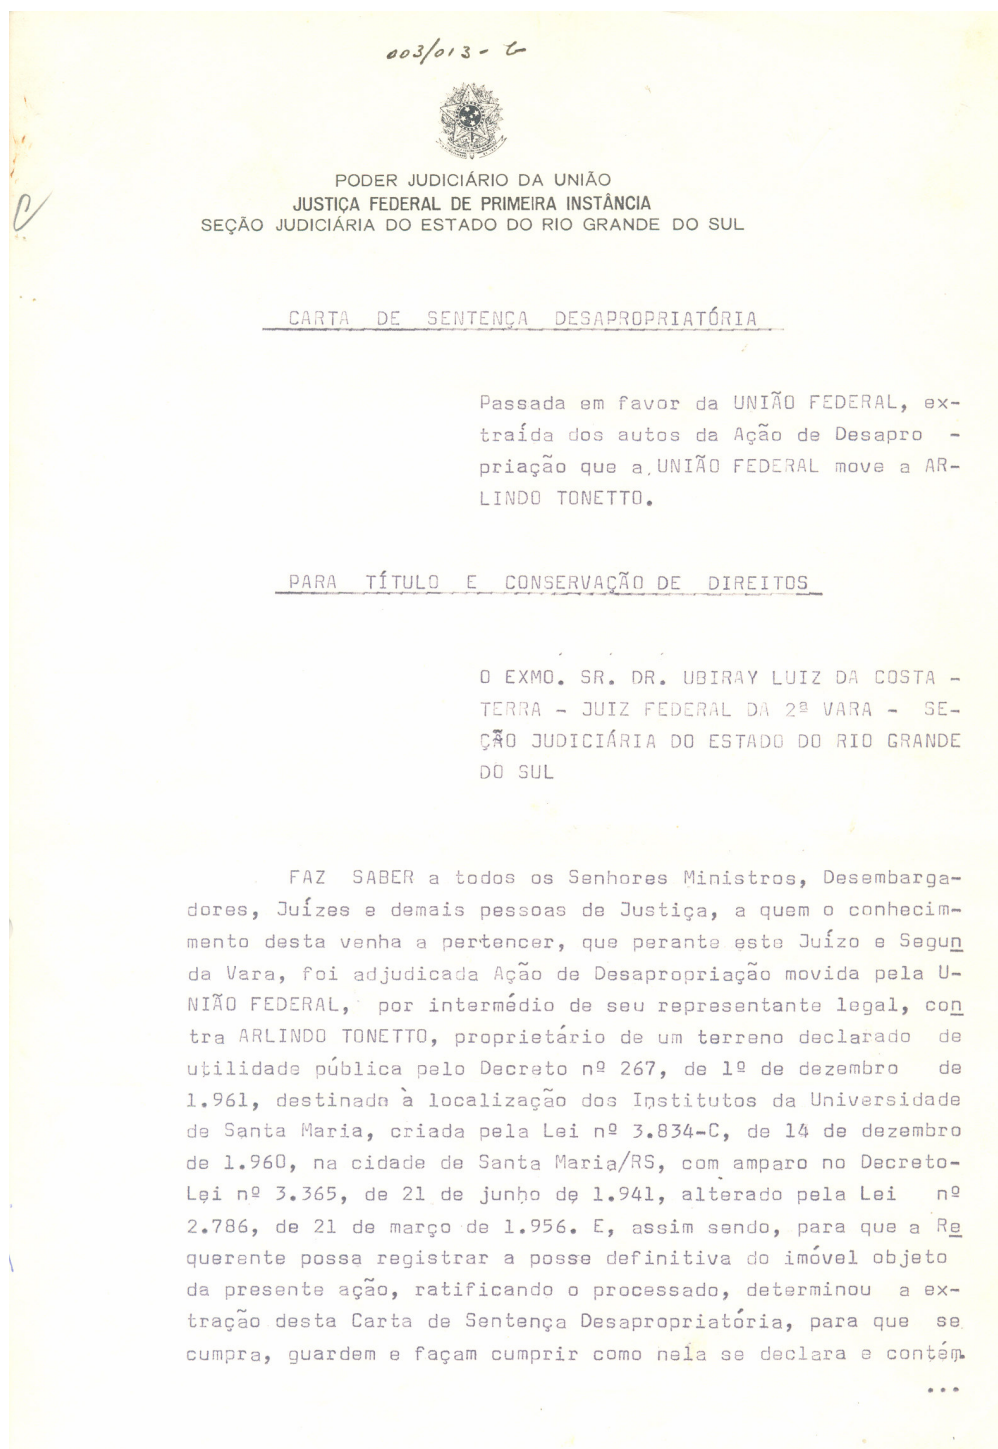 003/013 - G
PODER JUDICIÁRIO DA UNIÃO
JUSTIÇA FEDERAL DE PRIMEIRA INSTÂNCIA
SEÇÃO JUDICIÁRIA DO ESTADO DO RIO GRANDE DO SUL
CARTA DE SENTENÇA DESAPROPRIATÓRIA
Passada em favor da UNIÃO FEDERAL, ex-
traída dos autos da Ação de Desapro -
priação que a UNIÃO FEDERAL move a AR-
LINDO TONETTO.
PARA TÍTULO E CONSERVAÇÃO DE DIREITOS
O EXMO. SR. DR. UBIRAY LUIZ DA COSTA -
TERRA - JUIZ FEDERAL DA 2ª VARA - SE-
ÇÃO JUDICIÁRIA DO ESTADO DO RIO GRANDE
DO SUL
FAZ SABER a todos os Senhores Ministros, Desembarga-
dores, Juízes e demais pessoas de Justiça, a quem o conhecim-
mento desta venha a pertencer, que perante este Juízo e Segun
da Vara, foi adjudicada Ação de Desapropriação movida pela U-
NIÃO FEDERAL, por intermédio de seu representante legal, con
tra ARLINDO TONETTO, proprietário de um terreno declarado de
utilidade pública pelo Decreto nº 267, de 1º de dezembro de
1.961, destinado à localização dos Institutos da Universidade
de Santa Maria, criada pela Lei nº 3.834-C, de 14 de dezembro
de 1.960, na cidade de Santa Maria/RS, com amparo no Decreto-
Lei nº 3.365, de 21 de junho de 1.941, alterado pela Lei nº
2.786, de 21 de março de 1.956. E, assim sendo, para que a Re
querente possa registrar a posse definitiva do imóvel objeto
da presente ação, ratificando o processado, determinou a ex-
tração desta Carta de Sentença Desapropriatória, para que se
cumpra, guardem e façam cumprir como nela se declara e contém.
...